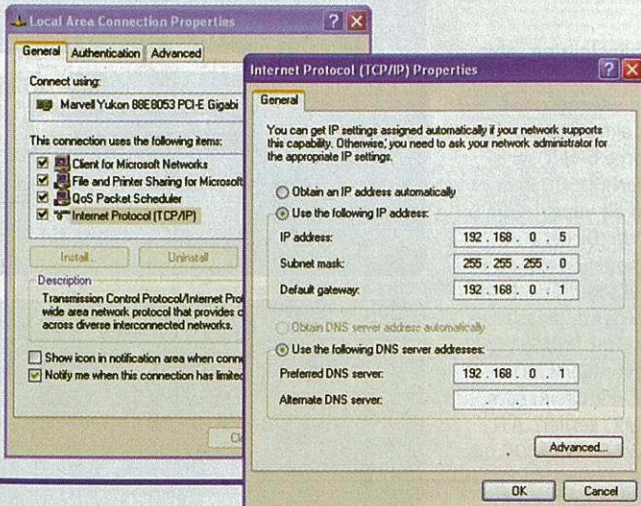 Local Area Connection Properties
General Authentication Advanced
Connect using:
Marvell Yukon 88E8053 PCI-E Gigabi
This connection uses the following items:
Client for Microsoft Networks
File and Printer Sharing for Microsoft
QoS Packet Scheduler
Internet Protocol (TCP/IP)
Install... Uninstall
Description
Transmission Control Protocol/Internet Prot
wide area network protocol that provides c
across diverse interconnected networks.
Show icon in notification area when conne
Notify me when this connection has limited
Internet Protocol (TCP/IP) Properties
General
You can get IP settings assigned automatically if your network supports
this capability. Otherwise, you need to ask your network administrator for
the appropriate IP settings.
Obtain an IP address automatically
Use the following IP address:
IP address: 192 . 168 . 0 . 5
Subnet mask: 255 . 255 . 255 . 0
Default gateway: 192 . 168 . 0 . 1
Obtain DNS server address automatically
Use the following DNS server addresses:
Preferred DNS server: 192 . 168 . 0 . 1
Alternate DNS server: . . .
Advanced...
OK Cancel